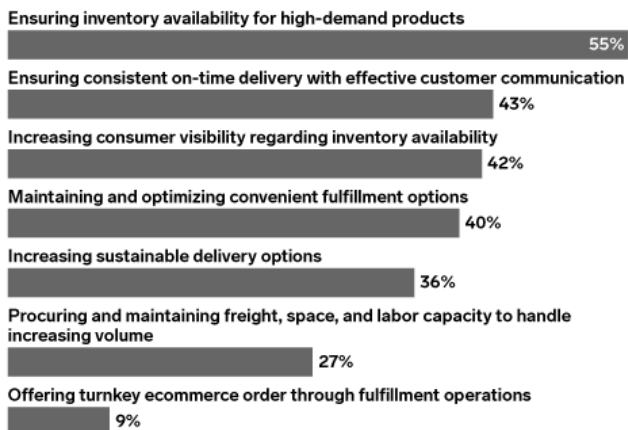 Ensuring inventory availability for high-demand products
55%
Ensuring consistent on-time delivery with effective customer communication
43%
Increasing consumer visibility regarding inventory availability
42%
Maintaining and optimizing convenient fulfillment options
40%
Increasing sustainable delivery options
36%
Procuring and maintaining freight, space, and labor capacity to handle
increasing volume
27%
Offering turnkey ecommerce order through fulfillment operations
9%